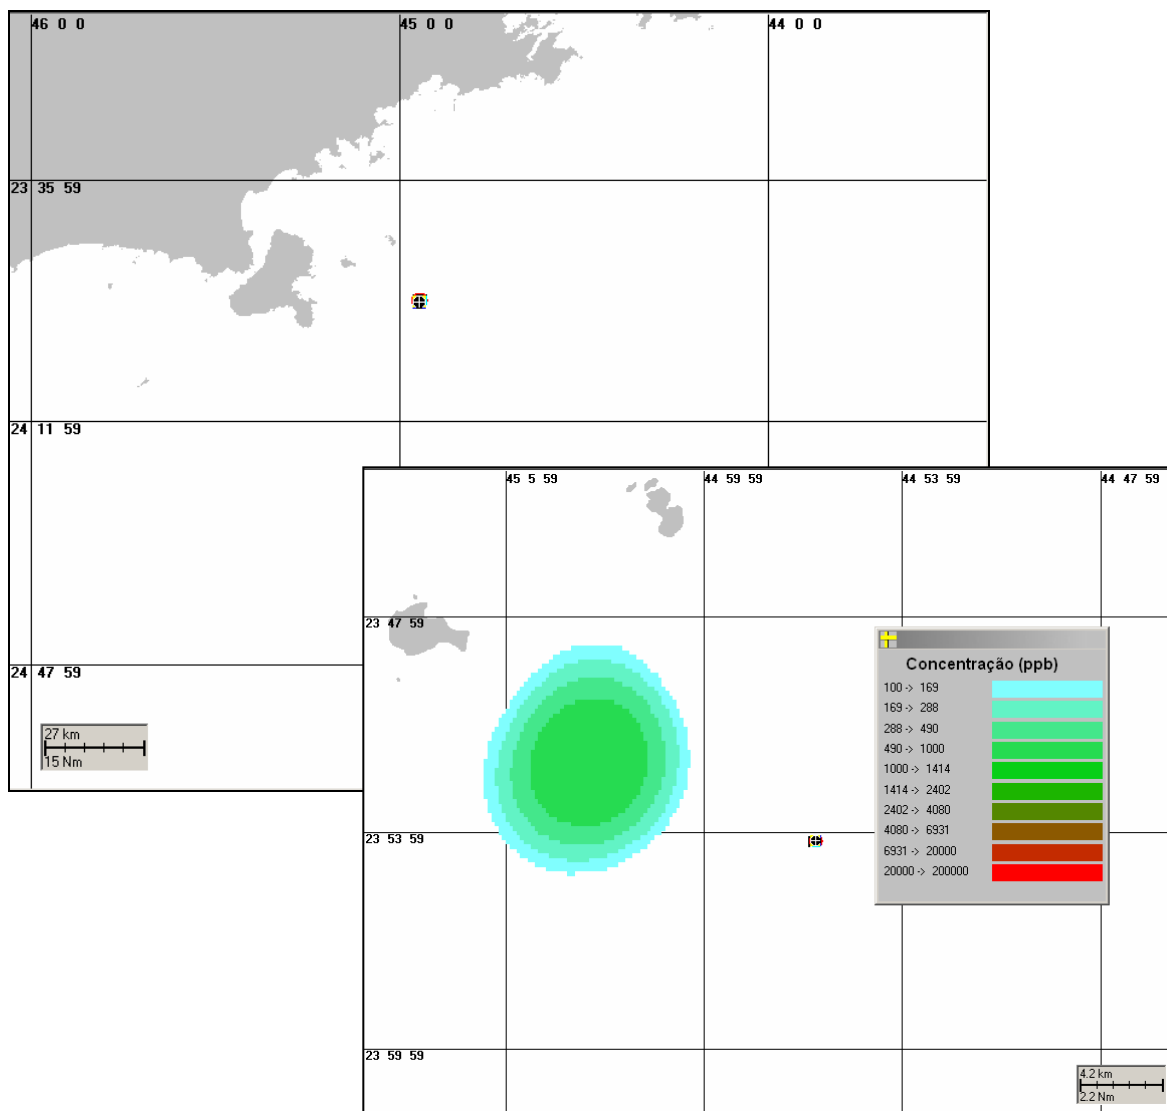 46 0 0
45 0 0
44 0 0
23 35 59
24 11 59
24 47 59
27 km
15 Nm
45 5 59
44 59 59
44 53 59
44 47 59
23 47 59
23 53 59
23 59 59
Concentração (ppb)
100 -> 169
169 -> 288
288 -> 490
490 -> 1000
1000 -> 1414
1414 -> 2402
2402 -> 4080
4080 -> 6931
6931 -> 20000
20000 -> 200000
4.2 km
2.2 Nm